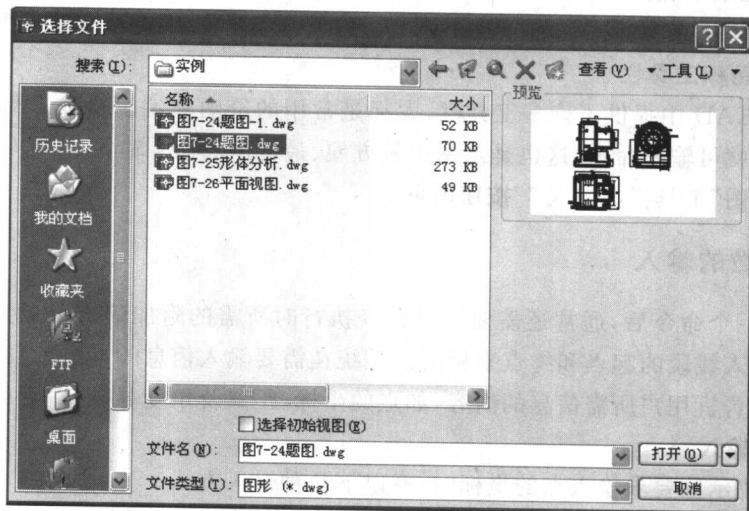 选择文件
搜索(I):
实例
查看(V)
工具(L)
名称
大小
预览
图7-24题图-1.dwg
52 KB
图7-24题图.dwg
70 KB
图7-25形体分析.dwg
273 KB
图7-26平面视图.dwg
49 KB
历史记录
我的文档
收藏夹
FTP
桌面
选择初始视图(E)
文件名(N):
图7-24题图.dwg
打开(O)
文件类型(T):
图形 (*.dwg)
取消